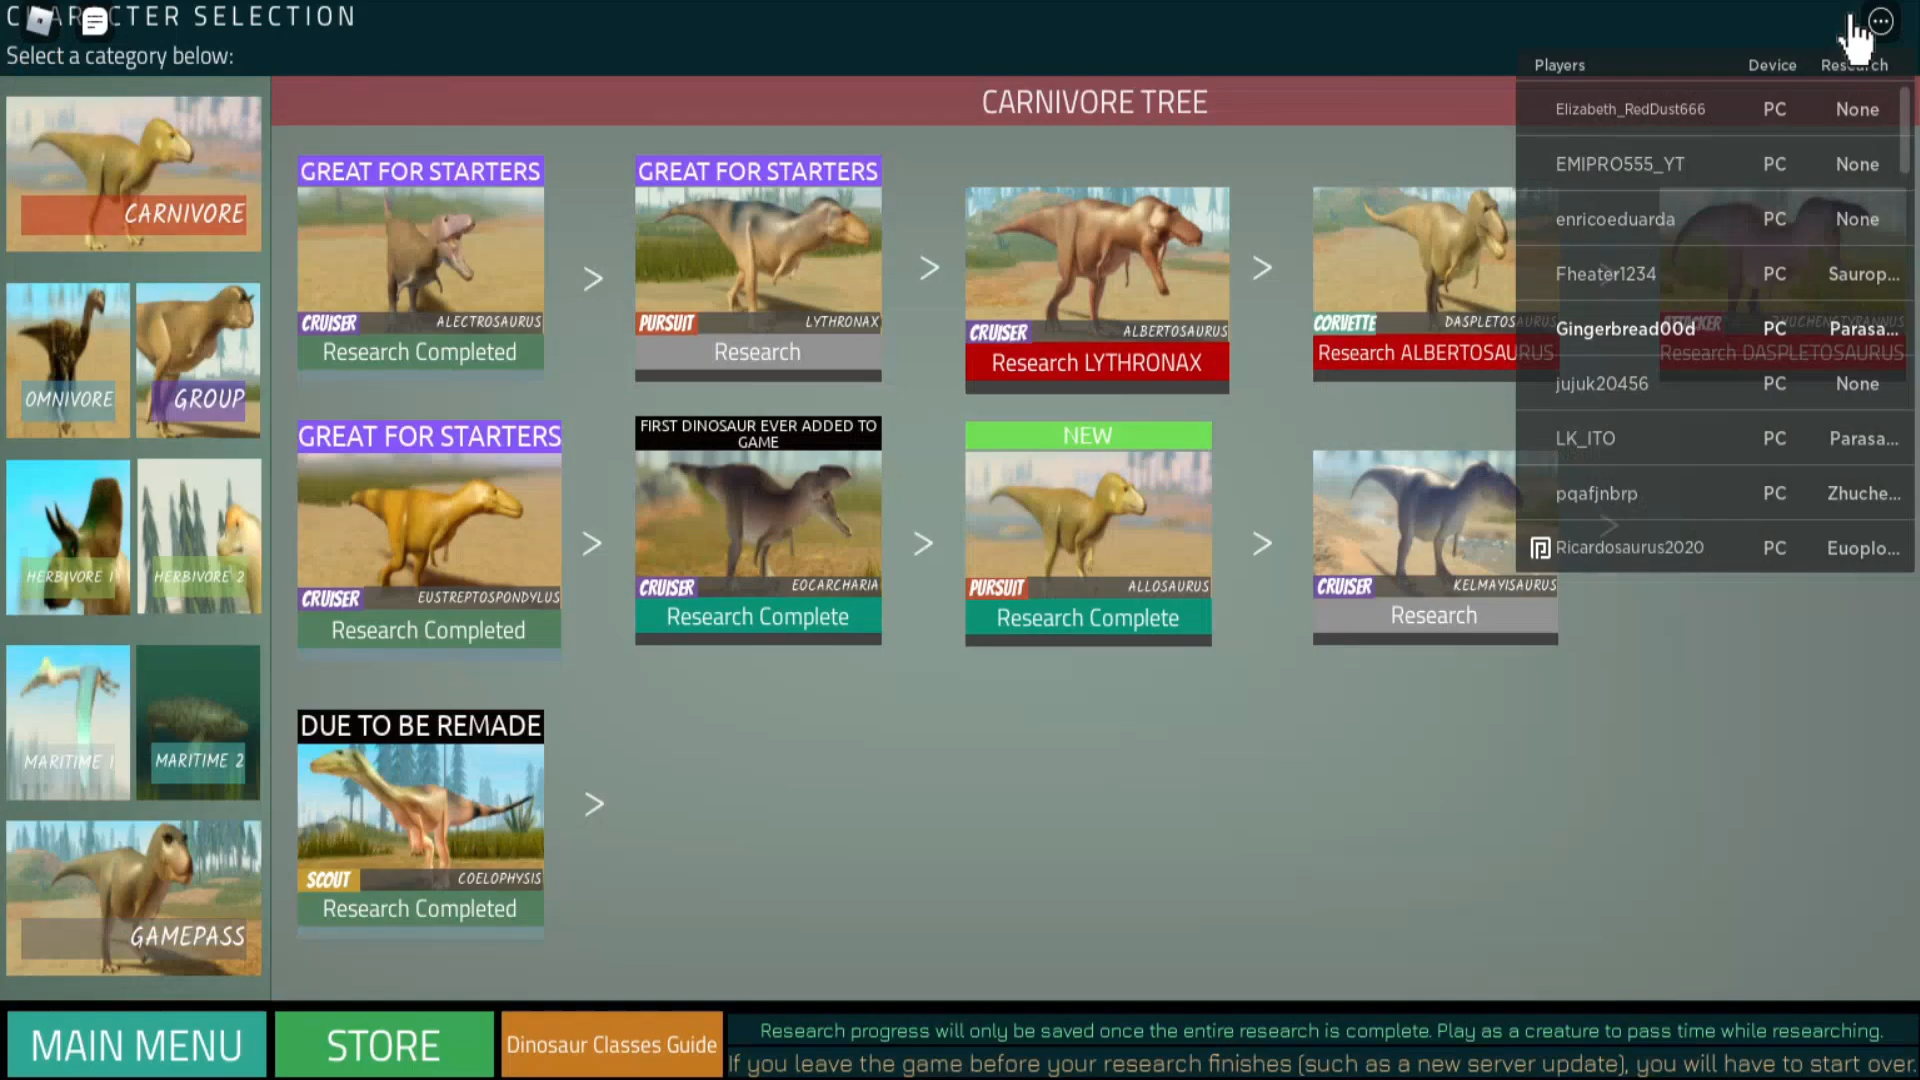 CHARACTER SELECTION
Select a category below:
CARNIVORE
OMNIVORE
GROUP
HERBIVORE 1
HERBIVORE 2
MARITIME 1
MARITIME 2
GAMEPASS
CARNIVORE TREE
GREAT FOR STARTERS
CRUISER
ALECTROSAURUS
Research Completed
>
GREAT FOR STARTERS
PURSUIT
LYTHRONAX
Research
>
CRUISER
ALBERTOSAURUS
Research LYTHRONAX
>
CORVETTE
DASPLETOSAURUS
Research ALBERTOSAURUS
ATTACKER
ZHUCHENGTYRANNUS
Research DASPLETOSAURUS
GREAT FOR STARTERS
CRUISER
EUSTREPTOSPONDYLUS
Research Completed
>
FIRST DINOSAUR EVER ADDED TO
GAME
CRUISER
EOCARCHARIA
Research Complete
>
NEW
PURSUIT
ALLOSAURUS
Research Complete
>
CRUISER
KELMAYISAURUS
Research
>
DUE TO BE REMADE
SCOUT
COELOPHYSIS
Research Completed
>
Players Device Research
Elizabeth_RedDust666 PC None
EMIPRO555_YT PC None
enricoeduarda PC None
Fheater1234 PC Saurop...
Gingerbread00d PC Parasa...
jujuk20456 PC None
LK_ITO PC Parasa...
pqafjnbrp PC Zhuche...
Ricardosaurus2020 PC Euoplo...
MAIN MENU
STORE
Dinosaur Classes Guide
Research progress will only be saved once the entire research is complete. Play as a creature to pass time while researching.
If you leave the game before your research finishes (such as a new server update), you will have to start over.